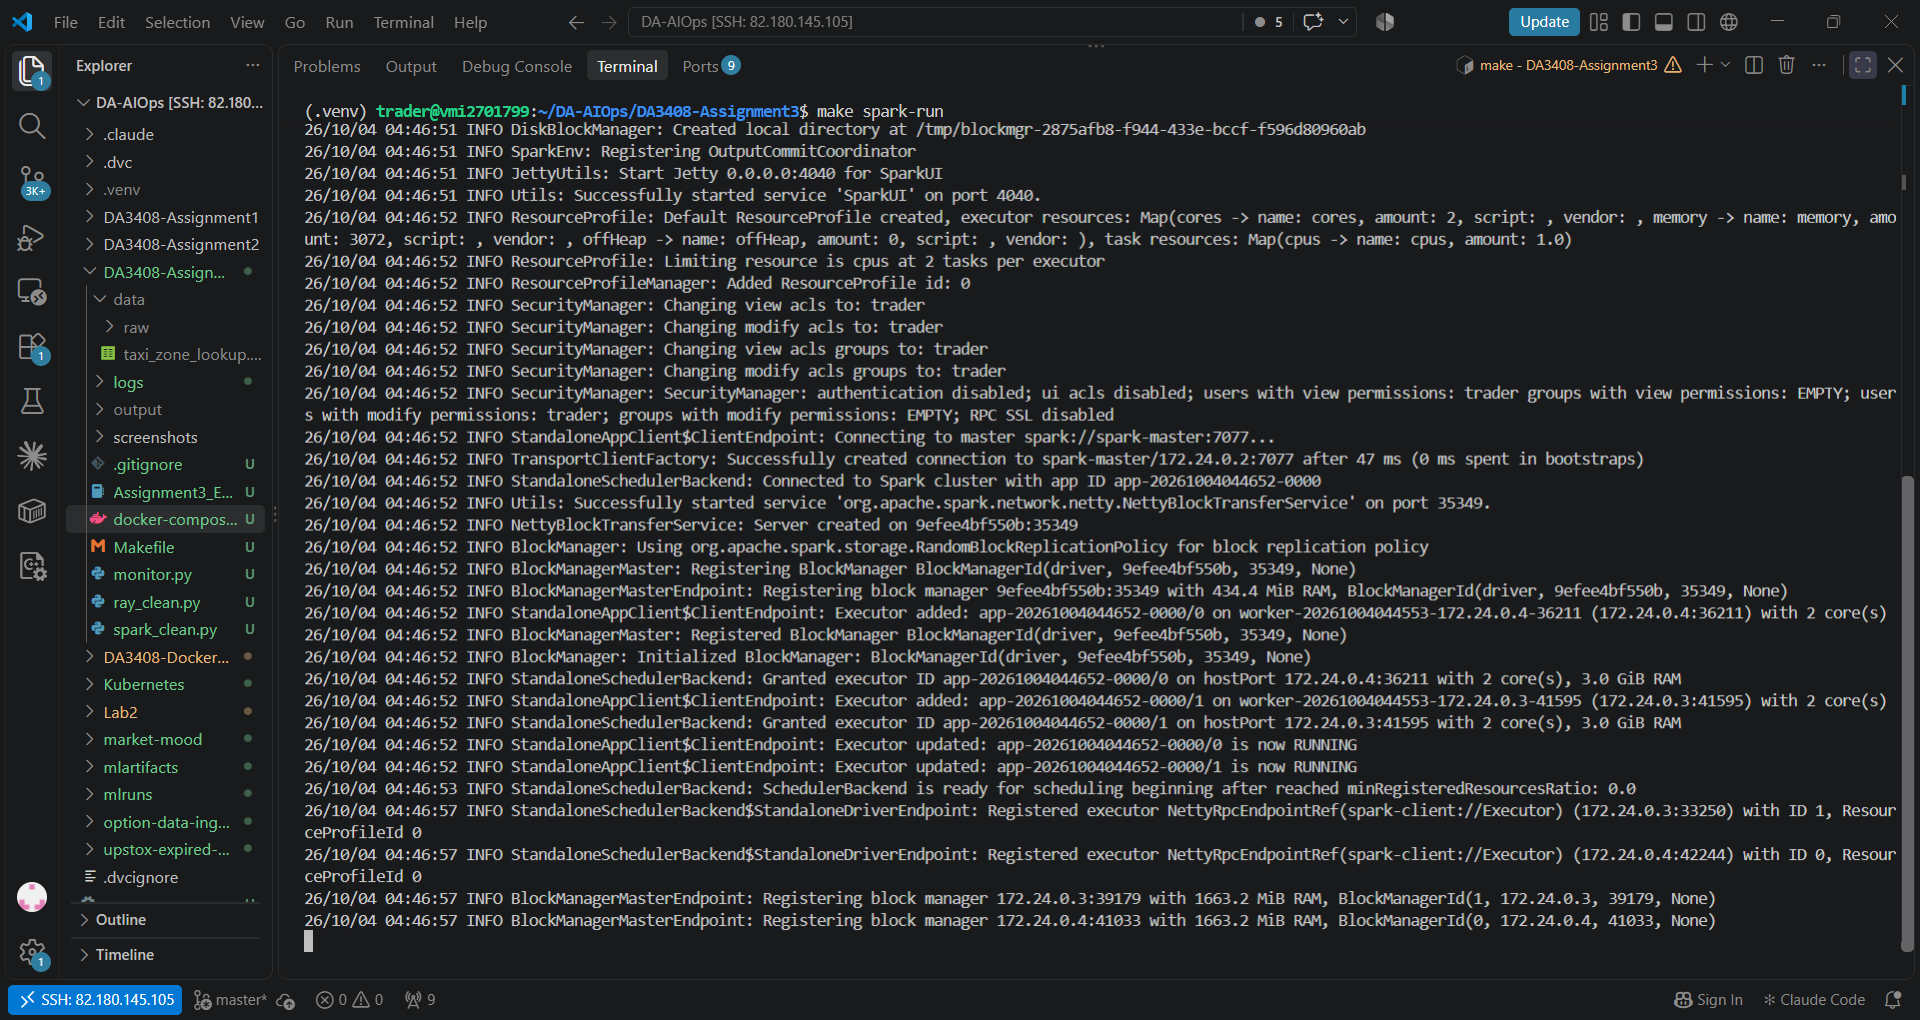 File Edit Selection View Go Run Terminal Help
DA-AIOps [SSH: 82.180.145.105]
5
Update
Explorer
Problems Output Debug Console Terminal Ports 9
make - DA3408-Assignment3
DA-AIOps [SSH: 82.180...
.claude
.dvc
.venv
DA3408-Assignment1
DA3408-Assignment2
DA3408-Assign...
data
raw
taxi_zone_lookup....
logs
output
screenshots
.gitignore U
Assignment3_E... U
docker-compos... U
Makefile U
monitor.py U
ray_clean.py U
spark_clean.py U
DA3408-Docker...
Kubernetes
Lab2
market-mood
mlartifacts
mlruns
option-data-ing...
upstox-expired-...
.dvcignore
Outline
Timeline
1
3K+
1
1
(.venv) trader@vmi2701799:~/DA-AIOps/DA3408-Assignment3$ make spark-run
26/10/04 04:46:51 INFO DiskBlockManager: Created local directory at /tmp/blockmgr-2875afb8-f944-433e-bccf-f596d80960ab
26/10/04 04:46:51 INFO SparkEnv: Registering OutputCommitCoordinator
26/10/04 04:46:51 INFO JettyUtils: Start Jetty 0.0.0.0:4040 for SparkUI
26/10/04 04:46:51 INFO Utils: Successfully started service 'SparkUI' on port 4040.
26/10/04 04:46:52 INFO ResourceProfile: Default ResourceProfile created, executor resources: Map(cores -> name: cores, amount: 2, script: , vendor: , memory -> name: memory, amo
unt: 3072, script: , vendor: , offHeap -> name: offHeap, amount: 0, script: , vendor: ), task resources: Map(cpus -> name: cpus, amount: 1.0)
26/10/04 04:46:52 INFO ResourceProfile: Limiting resource is cpus at 2 tasks per executor
26/10/04 04:46:52 INFO ResourceProfileManager: Added ResourceProfile id: 0
26/10/04 04:46:52 INFO SecurityManager: Changing view acls to: trader
26/10/04 04:46:52 INFO SecurityManager: Changing modify acls to: trader
26/10/04 04:46:52 INFO SecurityManager: Changing view acls groups to: trader
26/10/04 04:46:52 INFO SecurityManager: Changing modify acls groups to: trader
26/10/04 04:46:52 INFO SecurityManager: SecurityManager: authentication disabled; ui acls disabled; users with view permissions: trader groups with view permissions: EMPTY; user
s with modify permissions: trader; groups with modify permissions: EMPTY; RPC SSL disabled
26/10/04 04:46:52 INFO StandaloneAppClient$ClientEndpoint: Connecting to master spark://spark-master:7077...
26/10/04 04:46:52 INFO TransportClientFactory: Successfully created connection to spark-master/172.24.0.2:7077 after 47 ms (0 ms spent in bootstraps)
26/10/04 04:46:52 INFO StandaloneSchedulerBackend: Connected to Spark cluster with app ID app-20261004044652-0000
26/10/04 04:46:52 INFO Utils: Successfully started service 'org.apache.spark.network.netty.NettyBlockTransferService' on port 35349.
26/10/04 04:46:52 INFO NettyBlockTransferService: Server created on 9efee4bf550b:35349
26/10/04 04:46:52 INFO BlockManager: Using org.apache.spark.storage.RandomBlockReplicationPolicy for block replication policy
26/10/04 04:46:52 INFO BlockManagerMaster: Registering BlockManager BlockManagerId(driver, 9efee4bf550b, 35349, None)
26/10/04 04:46:52 INFO BlockManagerMasterEndpoint: Registering block manager 9efee4bf550b:35349 with 434.4 MiB RAM, BlockManagerId(driver, 9efee4bf550b, 35349, None)
26/10/04 04:46:52 INFO StandaloneAppClient$ClientEndpoint: Executor added: app-20261004044652-0000/0 on worker-20261004044553-172.24.0.4-36211 (172.24.0.4:36211) with 2 core(s)
26/10/04 04:46:52 INFO BlockManagerMaster: Registered BlockManager BlockManagerId(driver, 9efee4bf550b, 35349, None)
26/10/04 04:46:52 INFO BlockManager: Initialized BlockManager: BlockManagerId(driver, 9efee4bf550b, 35349, None)
26/10/04 04:46:52 INFO StandaloneSchedulerBackend: Granted executor ID app-20261004044652-0000/0 on hostPort 172.24.0.4:36211 with 2 core(s), 3.0 GiB RAM
26/10/04 04:46:52 INFO StandaloneAppClient$ClientEndpoint: Executor added: app-20261004044652-0000/1 on worker-20261004044553-172.24.0.3-41595 (172.24.0.3:41595) with 2 core(s)
26/10/04 04:46:52 INFO StandaloneSchedulerBackend: Granted executor ID app-20261004044652-0000/1 on hostPort 172.24.0.3:41595 with 2 core(s), 3.0 GiB RAM
26/10/04 04:46:52 INFO StandaloneAppClient$ClientEndpoint: Executor updated: app-20261004044652-0000/0 is now RUNNING
26/10/04 04:46:52 INFO StandaloneAppClient$ClientEndpoint: Executor updated: app-20261004044652-0000/1 is now RUNNING
26/10/04 04:46:53 INFO StandaloneSchedulerBackend: SchedulerBackend is ready for scheduling beginning after reached minRegisteredResourcesRatio: 0.0
26/10/04 04:46:57 INFO StandaloneSchedulerBackend$StandaloneDriverEndpoint: Registered executor NettyRpcEndpointRef(spark-client://Executor) (172.24.0.3:33250) with ID 1, Resour
ceProfileId 0
26/10/04 04:46:57 INFO StandaloneSchedulerBackend$StandaloneDriverEndpoint: Registered executor NettyRpcEndpointRef(spark-client://Executor) (172.24.0.4:42244) with ID 0, Resour
ceProfileId 0
26/10/04 04:46:57 INFO BlockManagerMasterEndpoint: Registering block manager 172.24.0.3:39179 with 1663.2 MiB RAM, BlockManagerId(1, 172.24.0.3, 39179, None)
26/10/04 04:46:57 INFO BlockManagerMasterEndpoint: Registering block manager 172.24.0.4:41033 with 1663.2 MiB RAM, BlockManagerId(0, 172.24.0.4, 41033, None)
SSH: 82.180.145.105 master* 0 0 9 Sign In Claude Code